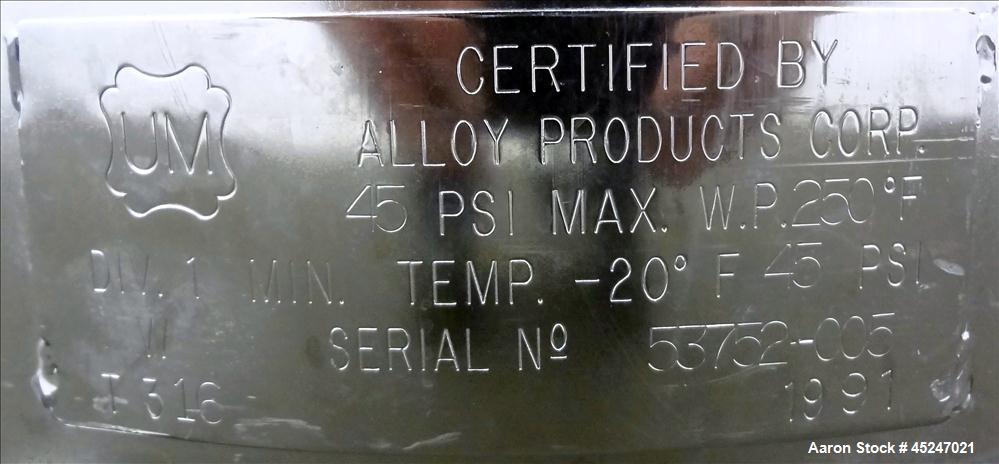 UM
CERTIFIED BY
ALLOY PRODUCTS CORP.
45 PSI MAX. W.P. 250°F
DIV. 1 MIN. TEMP. -20° F 45 PSI
SERIAL Nº 53752-005
T 316 1991
Aaron Stock # 45247021